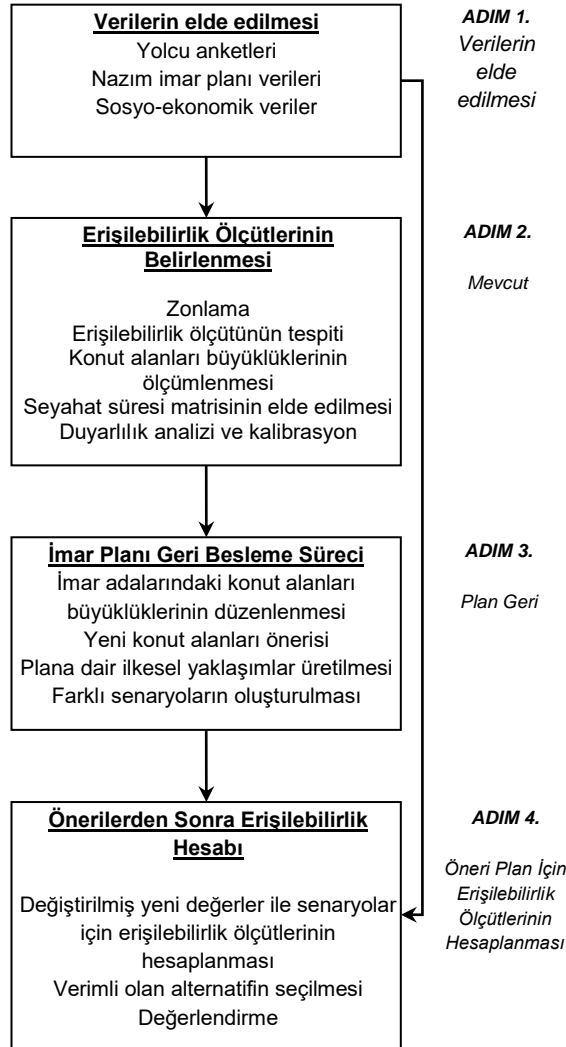 Verilerin elde edilmesi
Yolcu anketleri
Nazım imar planı verileri
Sosyo-ekonomik veriler
ADIM 1.
Verilerin
elde
edilmesi
Erişilebilirlik Ölçütlerinin
Belirlenmesi
Zonlama
Erişilebilirlik ölçütünün tespiti
Konut alanları büyüklüklerinin
ölçümlenmesi
Seyahat süresi matrisinin elde edilmesi
Duyarlılık analizi ve kalibrasyon
ADIM 2.
Mevcut
İmar Planı Geri Besleme Süreci
İmar adalarındaki konut alanları
büyüklüklerinin düzenlenmesi
Yeni konut alanları önerisi
Plana dair ilkesel yaklaşımlar üretilmesi
Farklı senaryoların oluşturulması
ADIM 3.
Plan Geri
Önerilerden Sonra Erişilebilirlik
Hesabı
Değiştirilmiş yeni değerler ile senaryolar
için erişilebilirlik ölçütlerinin
hesaplanması
Verimli olan alternatifin seçilmesi
Değerlendirme
ADIM 4.
Öneri Plan İçin
Erişilebilirlik
Ölçütlerinin
Hesaplanması